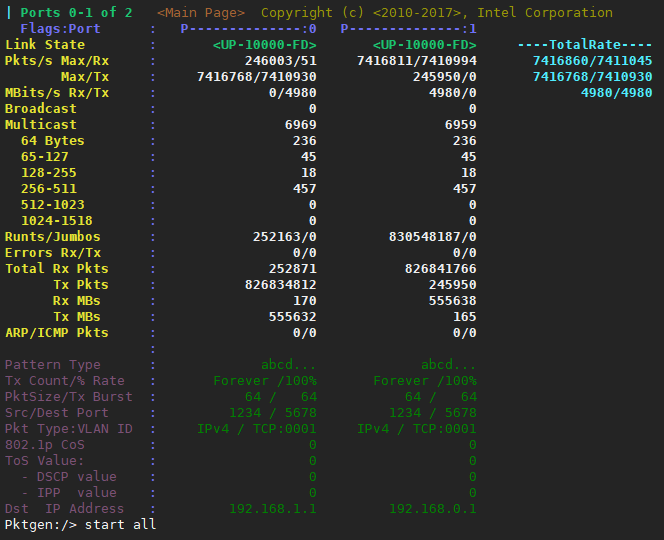 | Ports 0-1 of 2   <Main Page>  Copyright (c) <2010-2017>, Intel Corporation
  Flags:Port      :   P--------------:0   P--------------:1
Link State        :       <UP-10000-FD>       <UP-10000-FD>     ----TotalRate----
Pkts/s Max/Rx     :           246003/51     7416811/7410994       7416860/7411045
       Max/Tx     :     7416768/7410930            245950/0       7416768/7410930
MBits/s Rx/Tx     :              0/4980              4980/0             4980/4980
Broadcast         :                   0                   0
Multicast         :                6969                6959
  64 Bytes        :                 236                 236
  65-127          :                  45                  45
  128-255         :                  18                  18
  256-511         :                 457                 457
  512-1023        :                   0                   0
  1024-1518       :                   0                   0
Runts/Jumbos      :            252163/0         830548187/0
Errors Rx/Tx      :                 0/0                 0/0
Total Rx Pkts     :              252871           826841766
      Tx Pkts     :           826834812              245950
      Rx MBs      :                 170              555638
      Tx MBs      :              555632                 165
ARP/ICMP Pkts     :                 0/0                 0/0
                  :
Pattern Type      :             abcd...             abcd...
Tx Count/% Rate   :       Forever /100%       Forever /100%
PktSize/Tx Burst  :           64 /   64           64 /   64
Src/Dest Port     :         1234 / 5678         1234 / 5678
Pkt Type:VLAN ID  :     IPv4 / TCP:0001     IPv4 / TCP:0001
802.1p CoS        :                   0                   0
ToS Value:        :                   0                   0
  - DSCP value    :                   0                   0
  - IPP  value    :                   0                   0
Dst  IP Address   :         192.168.1.1         192.168.0.1
Pktgen:/> start all